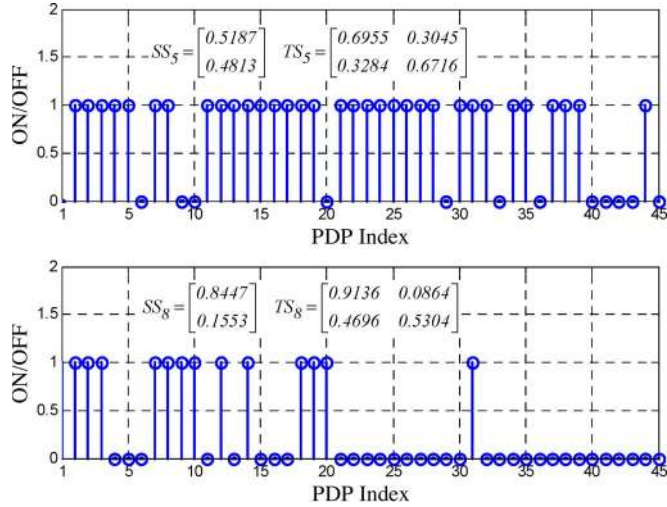 2
1.5
1
0.5
0
ON/OFF
SS5 = [0.5187 0.4813] TS5 = [0.6955 0.3045 0.3284 0.6716]
1 5 10 15 20 25 30 35 40 45
PDP Index
2
1.5
1
0.5
0
ON/OFF
SS8 = [0.8447 0.1553] TS8 = [0.9136 0.0864 0.4696 0.5304]
1 5 10 15 20 25 30 35 40 45
PDP Index